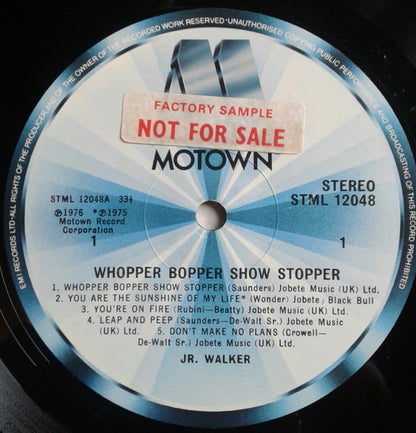 EMI RECORDS LTD·ALL RIGHTS OF THE PRODUCER AND OF THE OWNER OF THE RECORDED WORK RESERVED·UNAUTHORISED COPYING PUBLIC PERFORMANCE AND BROADCASTING OF THIS RECORD
FACTORY SAMPLE
NOT FOR SALE
MOTOWN
STML 12048A 33⅓
℗1976 *℗1975
Motown Record
Corporation
1
STEREO
STML 12048
1
WHOPPER BOPPER SHOW STOPPER
1. WHOPPER BOPPER SHOW STOPPER (Saunders) Jobete Music (UK) Ltd.
2. YOU ARE THE SUNSHINE OF MY LIFE* (Wonder) Jobete/Black Bull
3. YOU'RE ON FIRE (Rubini—Beatty) Jobete Music (UK) Ltd.
4. LEAP AND PEEP (Saunders—De-Walt Sr.) Jobete Music
(UK) Ltd. 5. DON'T MAKE NO PLANS (Crowell—
De-Walt Sr.) Jobete Music (UK) Ltd.
JR. WALKER